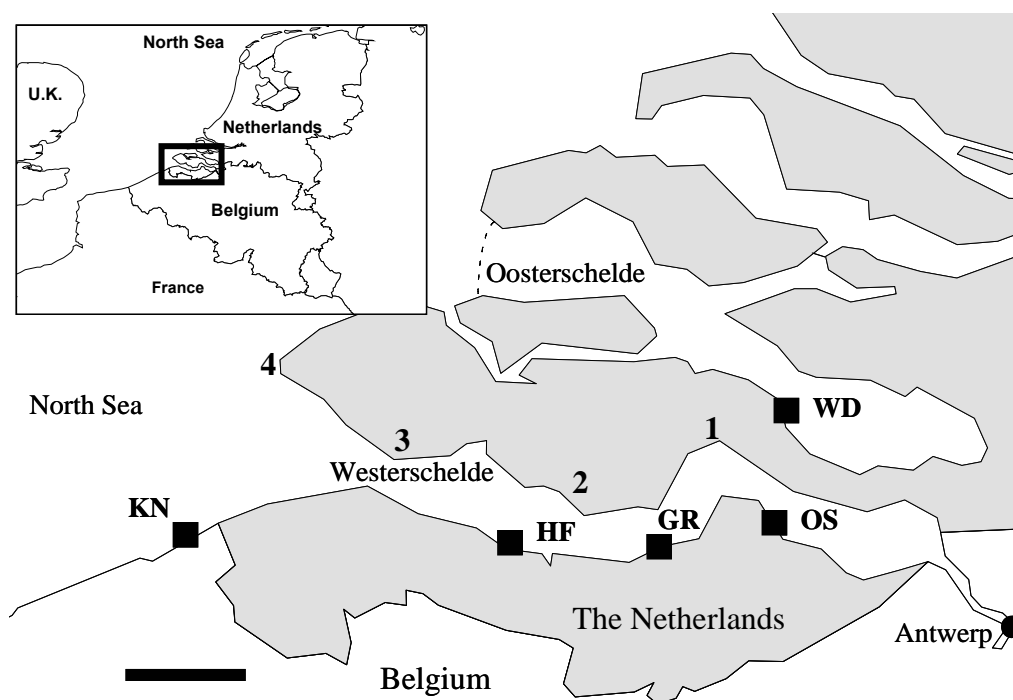 North Sea
U.K.
Netherlands
Belgium
France
Oosterschelde
4
North Sea
WD
1
3
Westerschelde
2
KN
HF
GR
OS
The Netherlands
Antwerp
Belgium